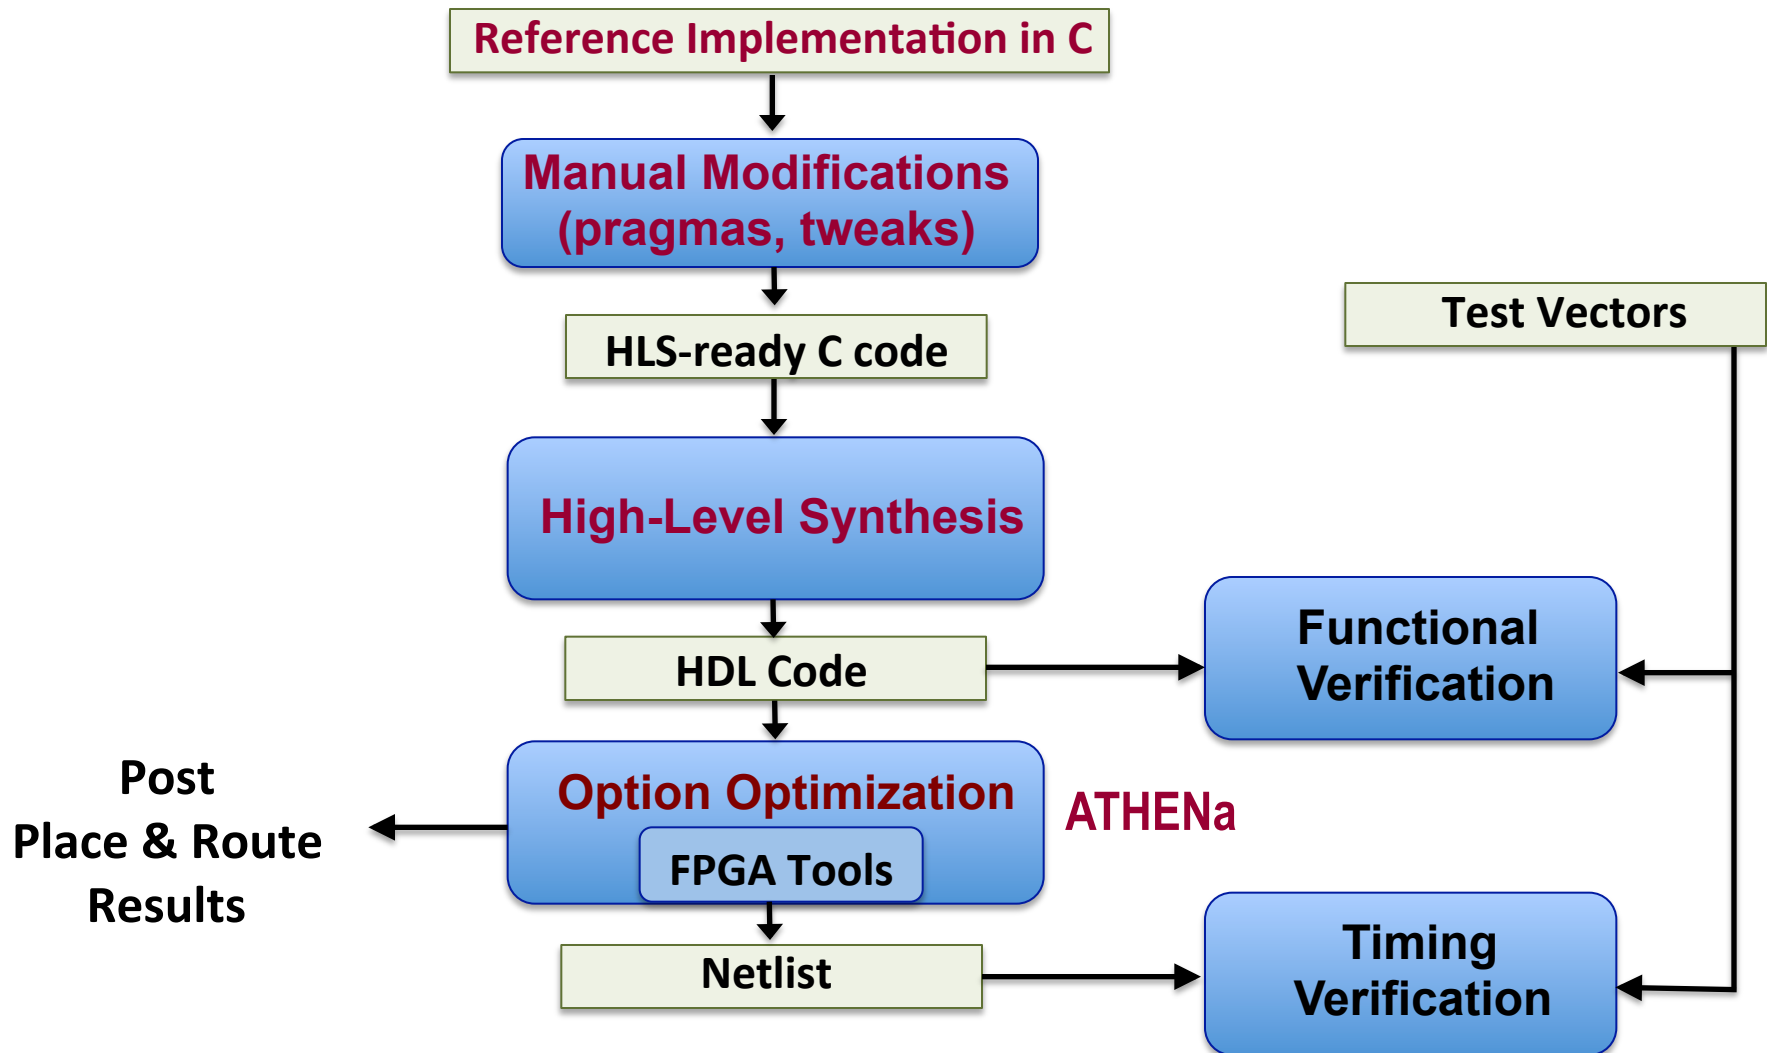 Reference Implementation in C
Manual Modifications
(pragmas, tweaks)
HLS-ready C code
Test Vectors
High-Level Synthesis
Functional
Verification
HDL Code
Post
Place & Route
Results
Option Optimization
FPGA Tools
ATHENa
Netlist
Timing
Verification